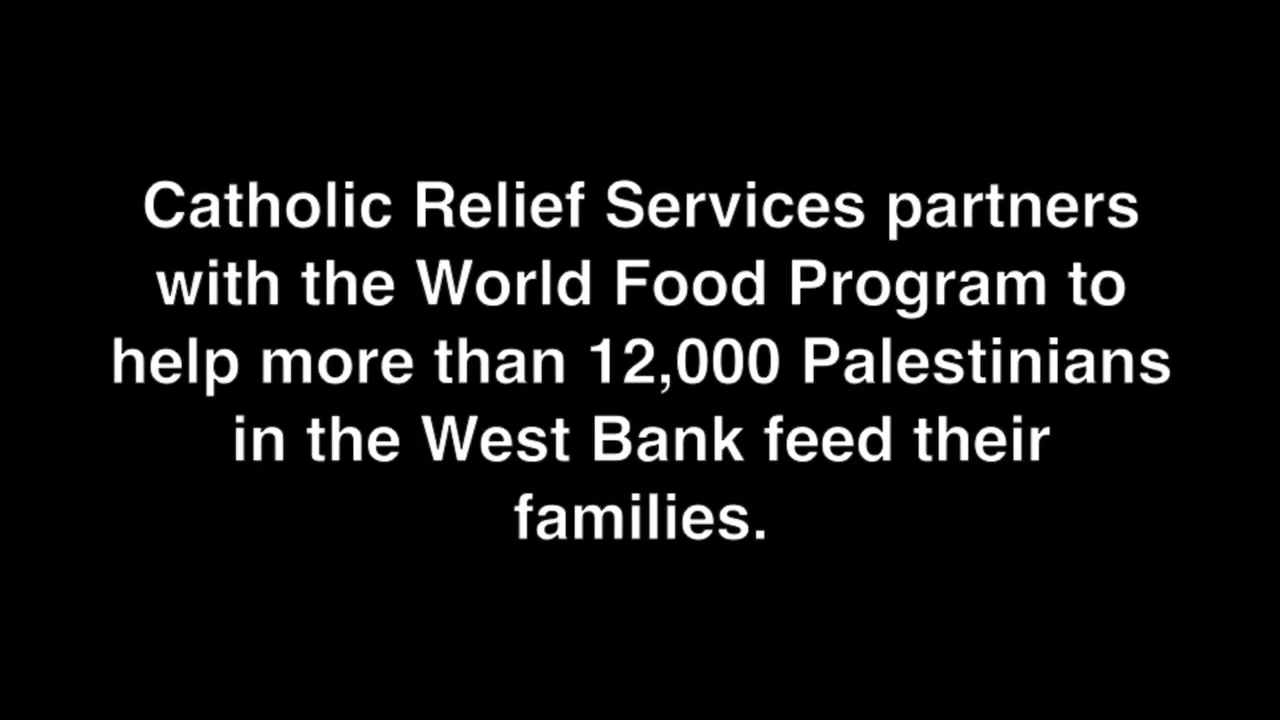 Catholic Relief Services partners
with the World Food Program to
help more than 12,000 Palestinians
in the West Bank feed their
families.